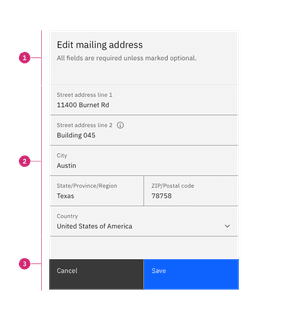 1
Edit mailing address
All fields are required unless marked optional.
Street address line 1
11400 Burnet Rd
Street address line 2
Building 045
2
City
Austin
State/Province/Region ZIP/Postal code
Texas 78758
Country
United States of America
3
Cancel Save